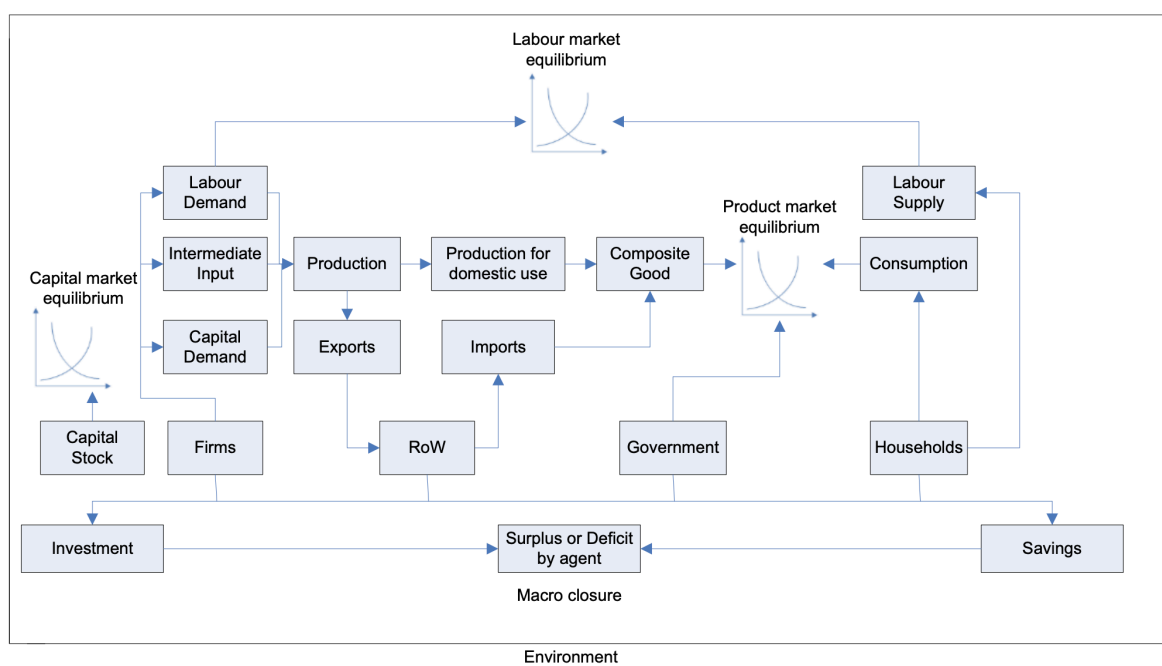 Labour market
equilibrium
Labour
Demand
Labour
Supply
Product market
equilibrium
Intermediate
Input
Production
Production for
domestic use
Composite
Good
Consumption
Capital market
equilibrium
Capital
Demand
Exports
Imports
Capital
Stock
Firms
RoW
Government
Households
Investment
Surplus or Deficit
by agent
Savings
Macro closure
Environment